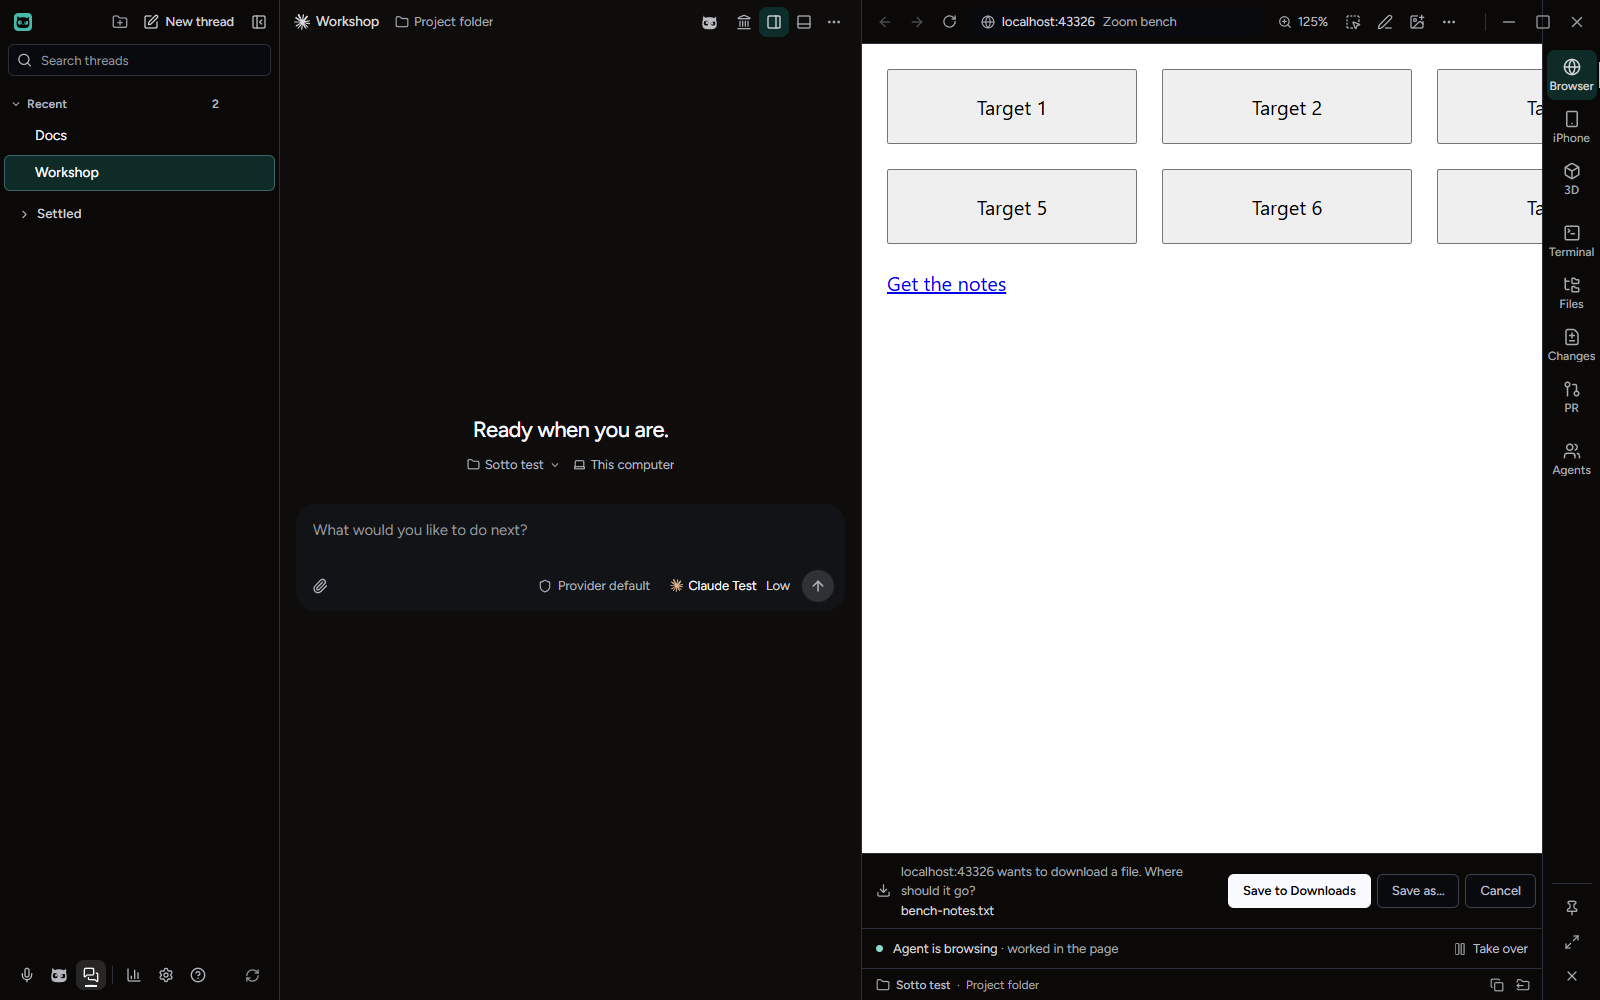 New thread
Search threads
Recent 2
Docs
Workshop
Settled
Workshop Project folder
Ready when you are.
Sotto test This computer
What would you like to do next?
Provider default Claude Test Low
localhost:43326 Zoom bench 125%
Target 1 Target 2 Ta
Target 5 Target 6 Ta
Get the notes
localhost:43326 wants to download a file. Where
should it go?
bench-notes.txt
Save to Downloads Save as... Cancel
Agent is browsing · worked in the page Take over
Sotto test · Project folder
Browser
iPhone
3D
Terminal
Files
Changes
PR
Agents